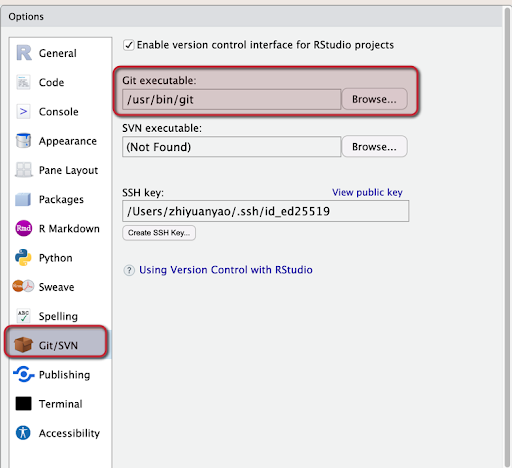 Options
General
Code
Console
Appearance
Pane Layout
Packages
Rmd R Markdown
Python
Sweave
ABC Spelling
Git/SVN
Publishing
Terminal
Accessibility
Enable version control interface for RStudio projects
Git executable:
/usr/bin/git Browse...
SVN executable:
(Not Found) Browse...
SSH key: View public key
/Users/zhiyuanyao/.ssh/id_ed25519
Create SSH Key...
? Using Version Control with RStudio